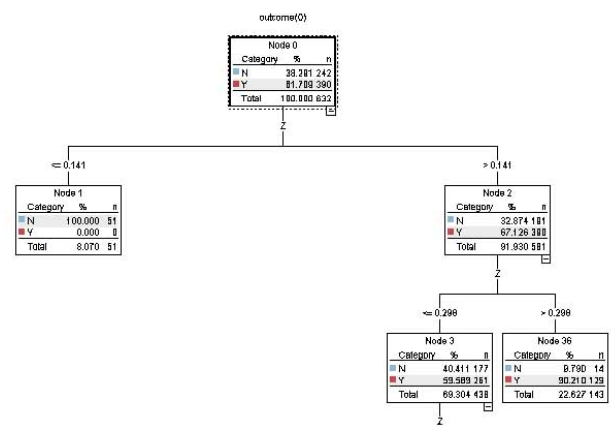 outcome(0)
Node 0
Category % n
N 38.291 242
Y 61.709 390
Total 100.000 632
Z
<= 0.141
> 0.141
Node 1
Category % n
N 100.000 51
Y 0.000 0
Total 8.070 51
Node 2
Category % n
N 32.874 191
Y 67.126 390
Total 91.930 581
Z
<= 0.298
> 0.298
Node 3
Category % n
N 40.411 177
Y 59.589 261
Total 69.304 438
Node 36
Category % n
N 9.790 14
Y 90.210 129
Total 22.627 143
Z